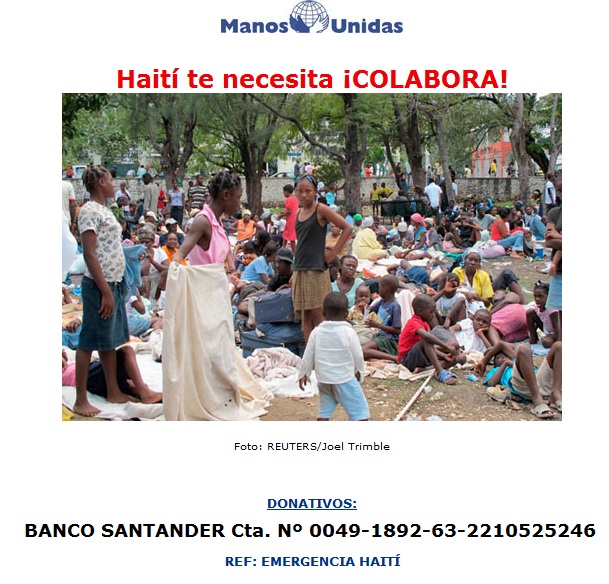 Manos Unidas
Haití te necesita ¡COLABORA!
Foto: REUTERS/Joel Trimble
DONATIVOS:
BANCO SANTANDER Cta. Nº 0049-1892-63-2210525246
REF: EMERGENCIA HAITÍ